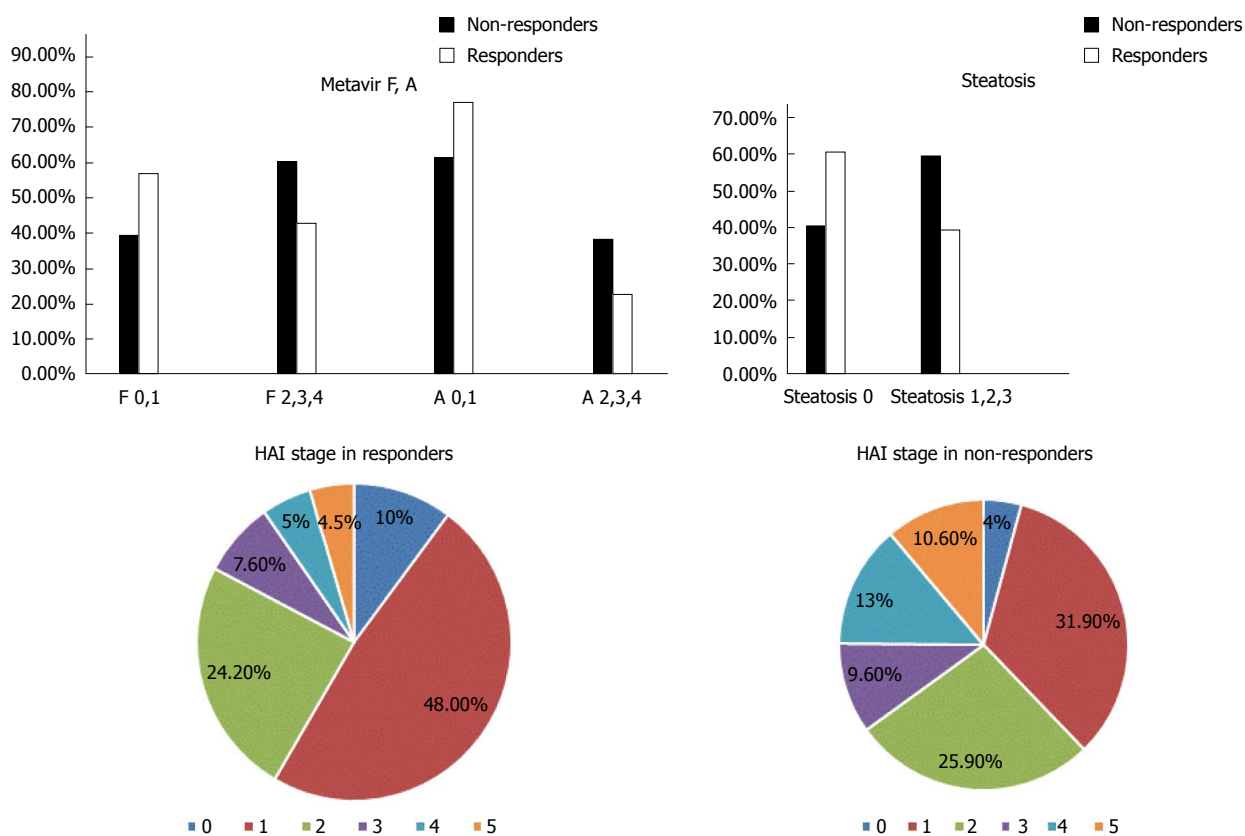 Non-responders
Responders
Metavir F, A
90.00%
80.00%
70.00%
60.00%
50.00%
40.00%
30.00%
20.00%
10.00%
0.00%
F 0,1 F 2,3,4 A 0,1 A 2,3,4
Non-responders
Responders
Steatosis
70.00%
60.00%
50.00%
40.00%
30.00%
20.00%
10.00%
0.00%
Steatosis 0 Steatosis 1,2,3
HAI stage in responders
5% 4.5% 10%
7.60%
24.20%
48.00%
0 1 2 3 4 5
HAI stage in non-responders
4%
10.60%
13%
31.90%
9.60%
25.90%
0 1 2 3 4 5